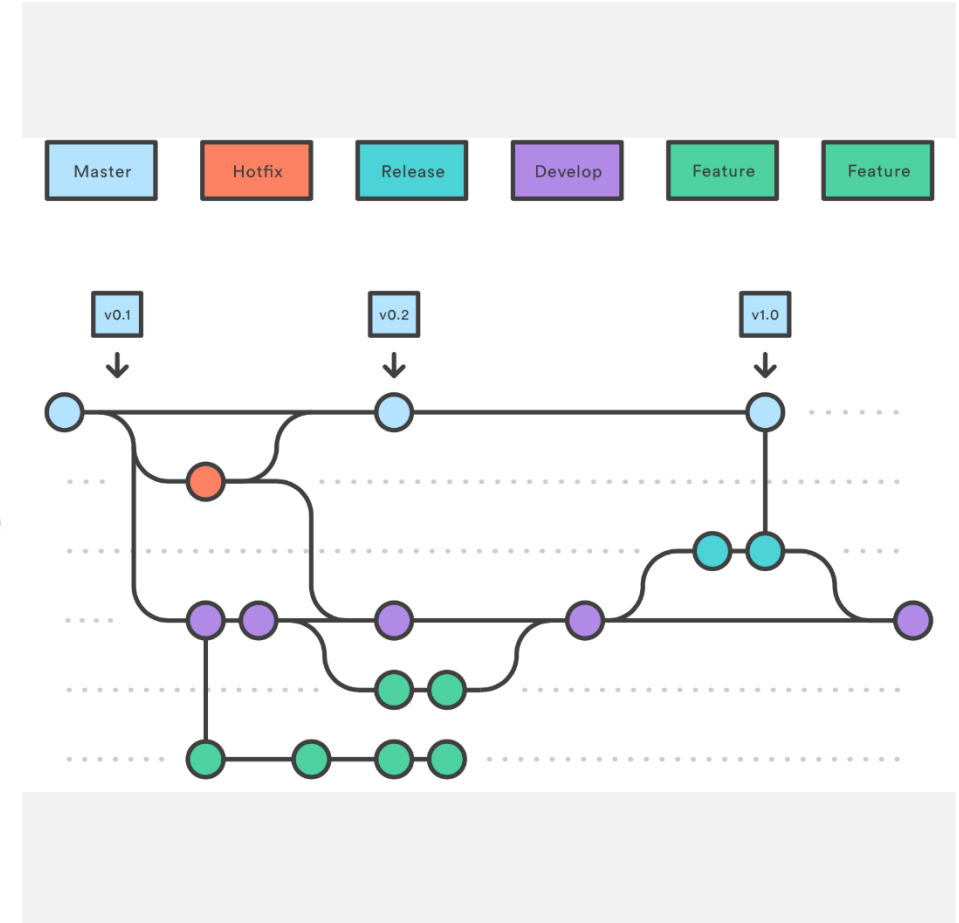 Master
Hotfix
Release
Develop
Feature
Feature
v0.1
v0.2
v1.0